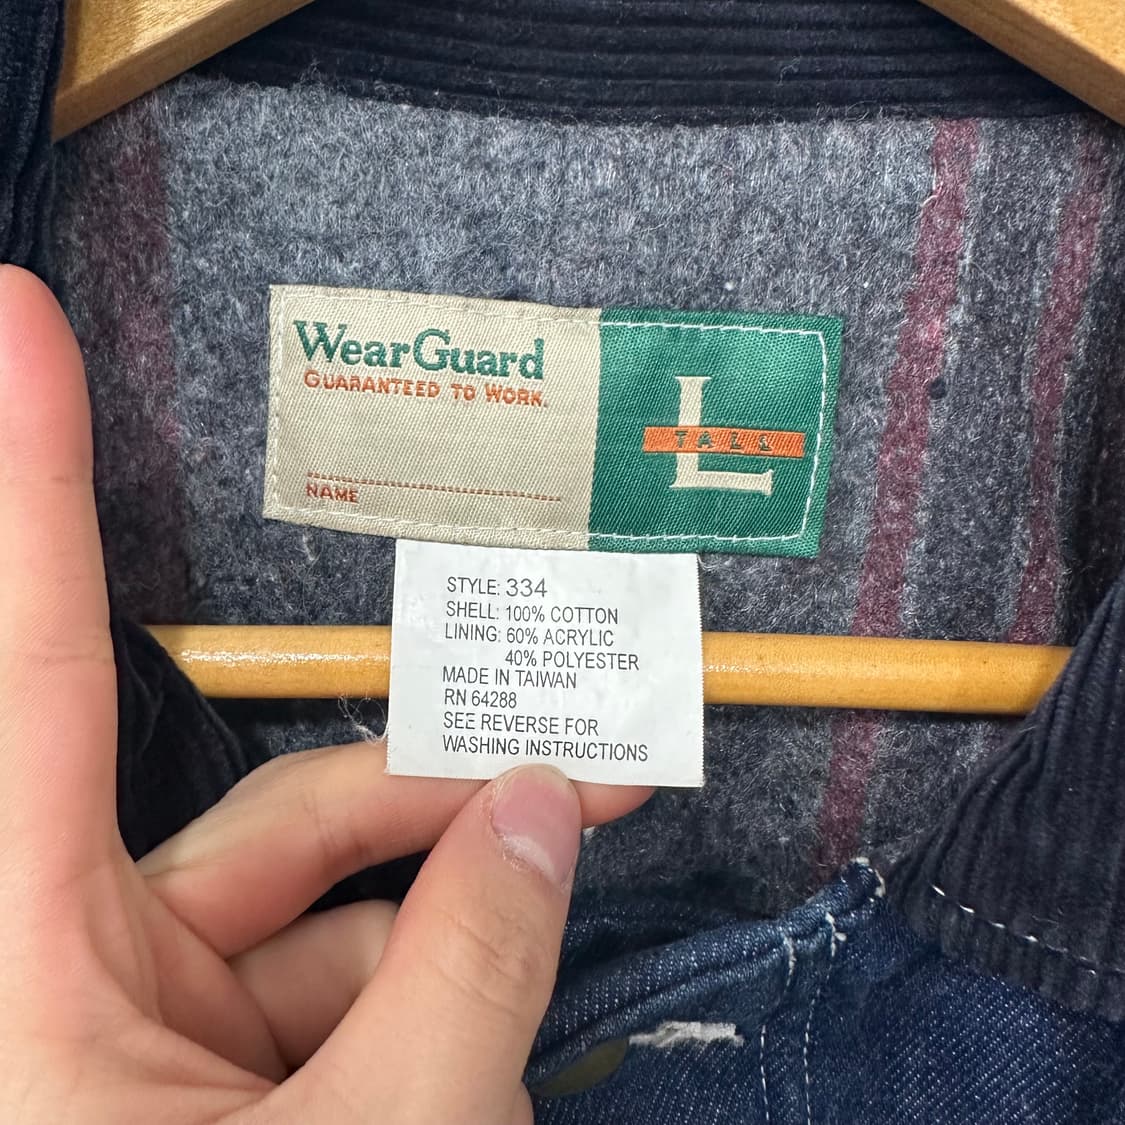 WearGuard
GUARANTEED TO WORK.
NAME
L
TALL
STYLE: 334
SHELL: 100% COTTON
LINING: 60% ACRYLIC
40% POLYESTER
MADE IN TAIWAN
RN 64288
SEE REVERSE FOR
WASHING INSTRUCTIONS